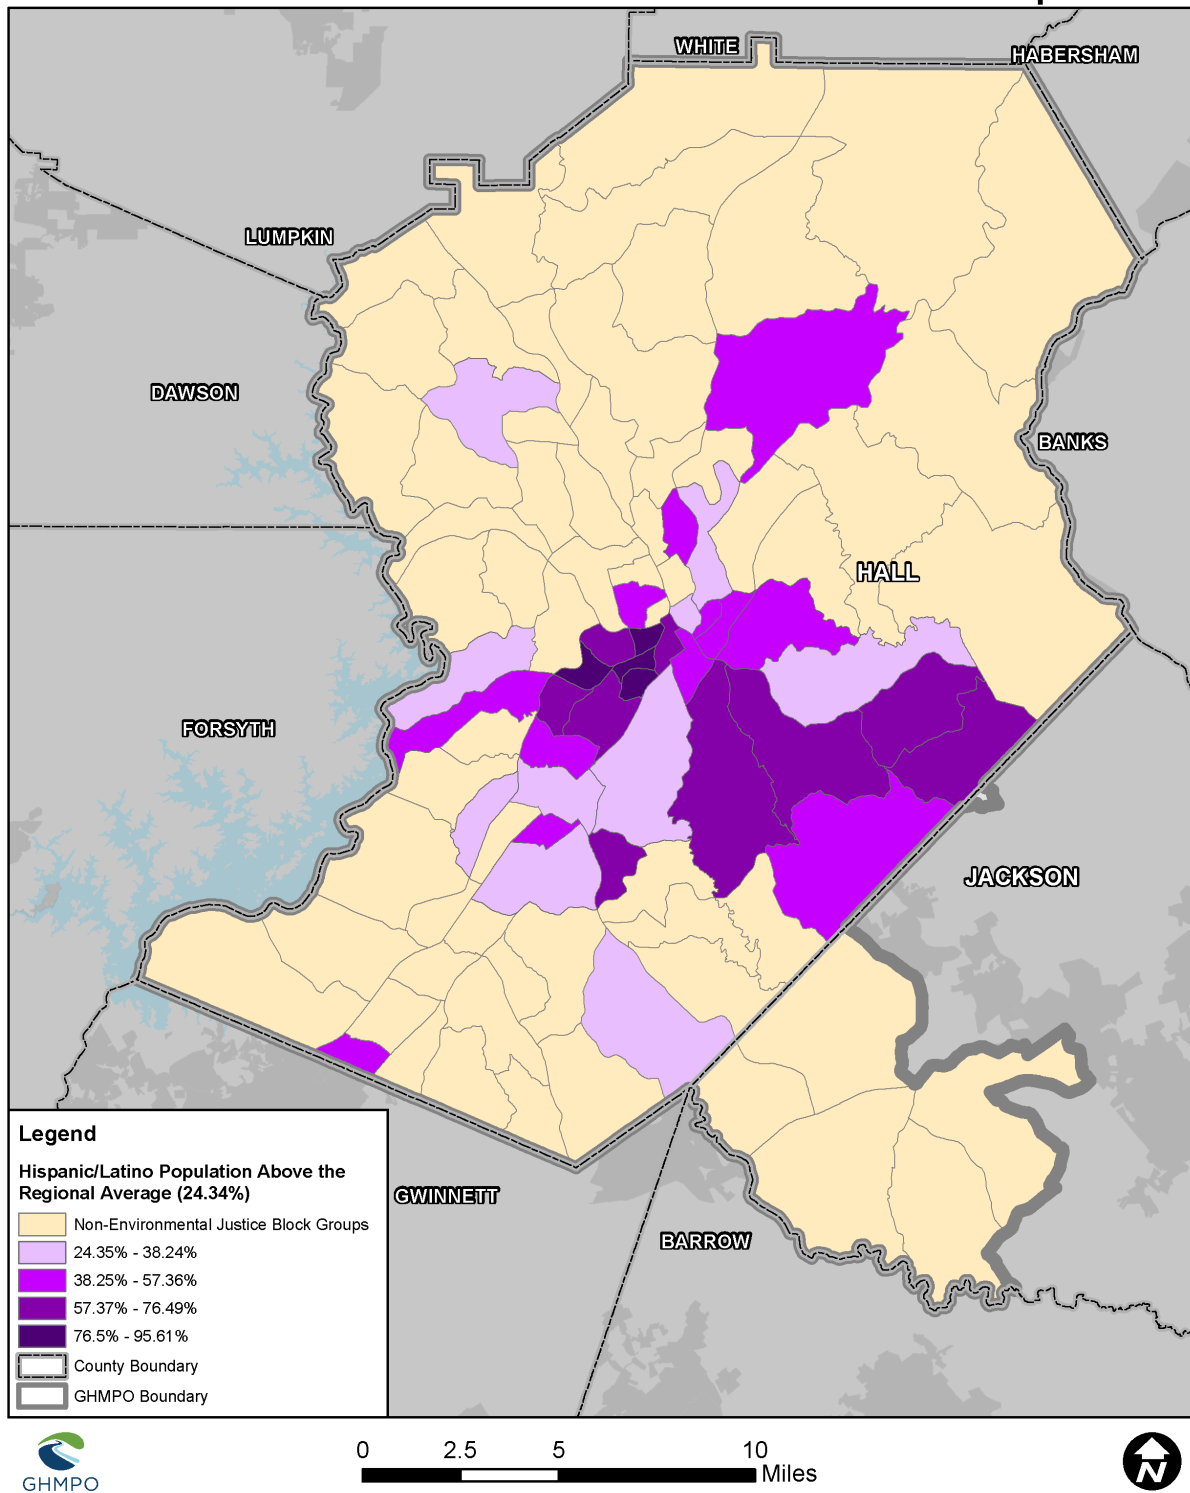 WHITE
HABERSHAM
LUMPKIN
DAWSON
BANKS
HALL
FORSYTH
JACKSON
GWINNETT
BARROW
Legend
Hispanic/Latino Population Above the
Regional Average (24.34%)
Non-Environmental Justice Block Groups
24.35% - 38.24%
38.25% - 57.36%
57.37% - 76.49%
76.5% - 95.61%
County Boundary
GHMPO Boundary
GHMPO
0 2.5 5 10
Miles
N